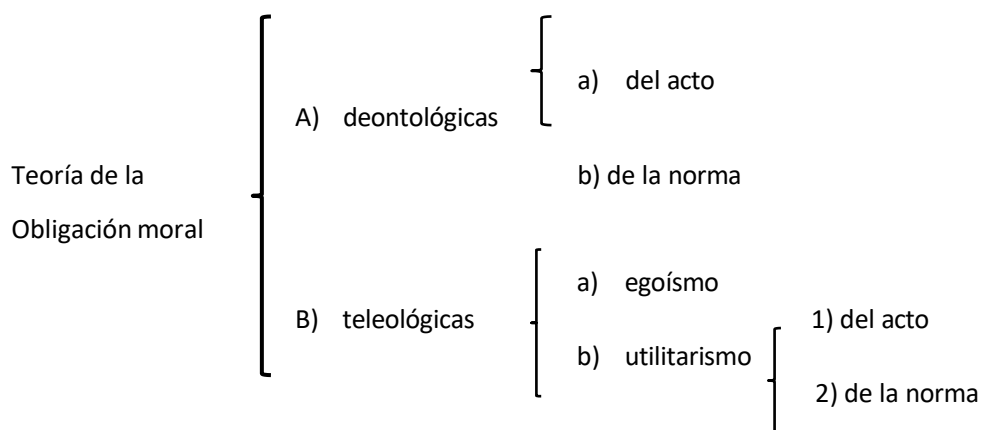 Teoría de la
Obligación moral
A) deontológicas
a) del acto
b) de la norma
B) teleológicas
a) egoísmo
b) utilitarismo
1) del acto
2) de la norma